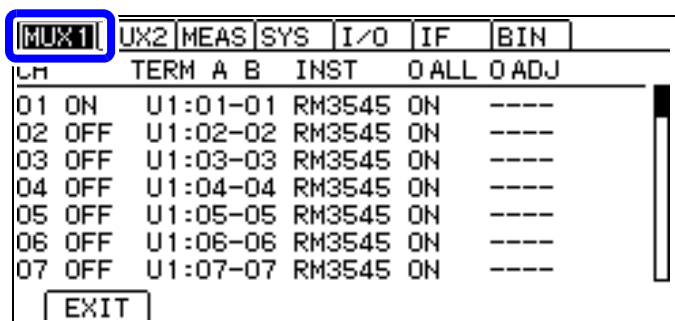 MUX1 UX2 MEAS SYS I/O IF BIN
CH TERM A B INST 0 ALL 0 ADJ
01 ON U1:01-01 RM3545 ON ----
02 OFF U1:02-02 RM3545 ON ----
03 OFF U1:03-03 RM3545 ON ----
04 OFF U1:04-04 RM3545 ON ----
05 OFF U1:05-05 RM3545 ON ----
06 OFF U1:06-06 RM3545 ON ----
07 OFF U1:07-07 RM3545 ON ----
EXIT